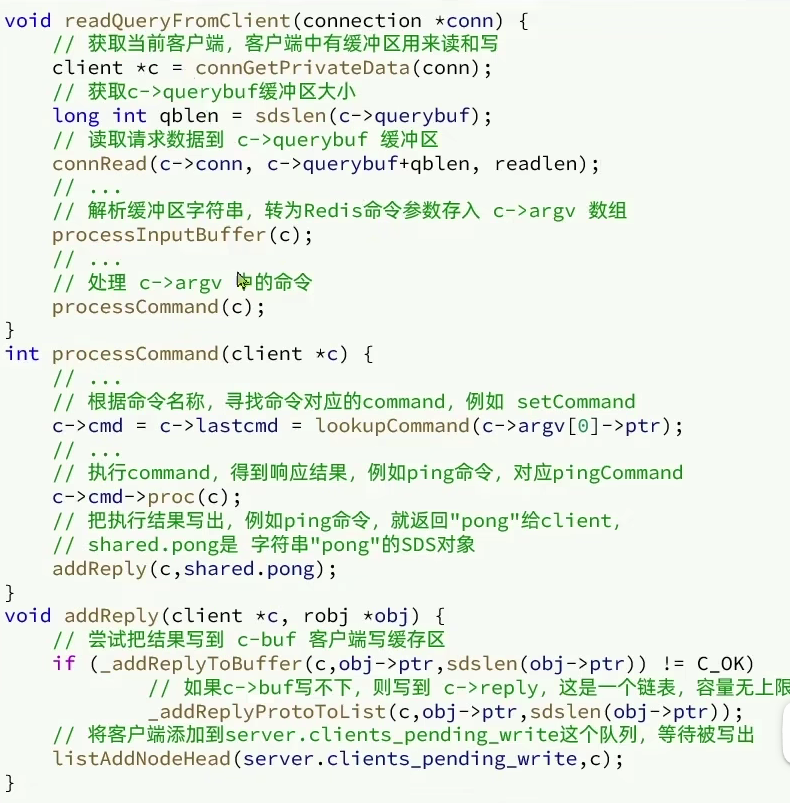 void readQueryFromClient(connection *conn) {
    // 获取当前客户端，客户端中有缓冲区用来读和写
    client *c = connGetPrivateData(conn);
    // 获取c->querybuf缓冲区大小
    long int qblen = sdslen(c->querybuf);
    // 读取请求数据到 c->querybuf 缓冲区
    connRead(c->conn, c->querybuf+qblen, readlen);
    // ...
    // 解析缓冲区字符串，转为Redis命令参数存入 c->argv 数组
    processInputBuffer(c);
    // ...
    // 处理 c->argv 中的命令
    processCommand(c);
}
int processCommand(client *c) {
    // ...
    // 根据命令名称，寻找命令对应的command，例如 setCommand
    c->cmd = c->lastcmd = lookupCommand(c->argv[0]->ptr);
    // ...
    // 执行command，得到响应结果，例如ping命令，对应pingCommand
    c->cmd->proc(c);
    // 把执行结果写出，例如ping命令，就返回"pong"给client，
    // shared.pong是 字符串"pong"的SDS对象
    addReply(c,shared.pong);
}
void addReply(client *c, robj *obj) {
    // 尝试把结果写到 c-buf 客户端写缓存区
    if (_addReplyToBuffer(c,obj->ptr,sdslen(obj->ptr)) != C_OK)
            // 如果c->buf写不下，则写到 c->reply，这是一个链表，容量无上限
            _addReplyProtoToList(c,obj->ptr,sdslen(obj->ptr));
    // 将客户端添加到server.clients_pending_write这个队列，等待被写出
    listAddNodeHead(server.clients_pending_write,c);
}